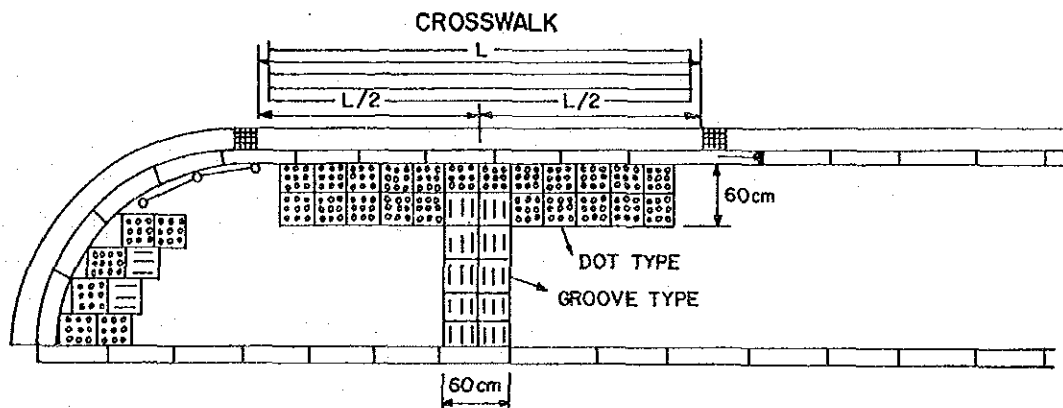 CROSSWALK
L
L/2 L/2
60cm
DOT TYPE
GROOVE TYPE
60cm